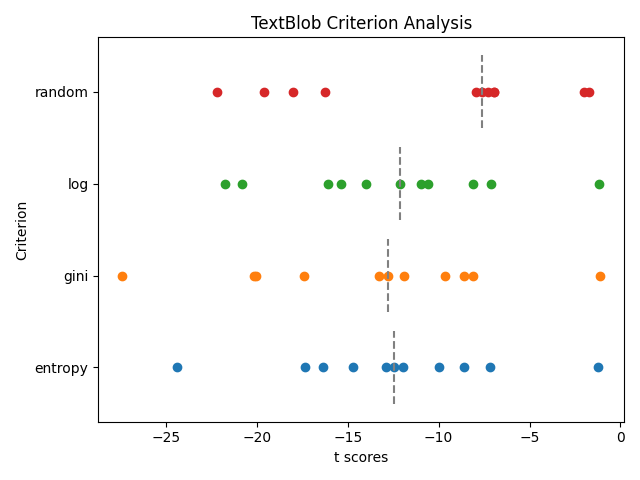 TextBlob Criterion Analysis
random
log
gini
entropy
Criterion
−25
−20
−15
−10
−5
0
t scores